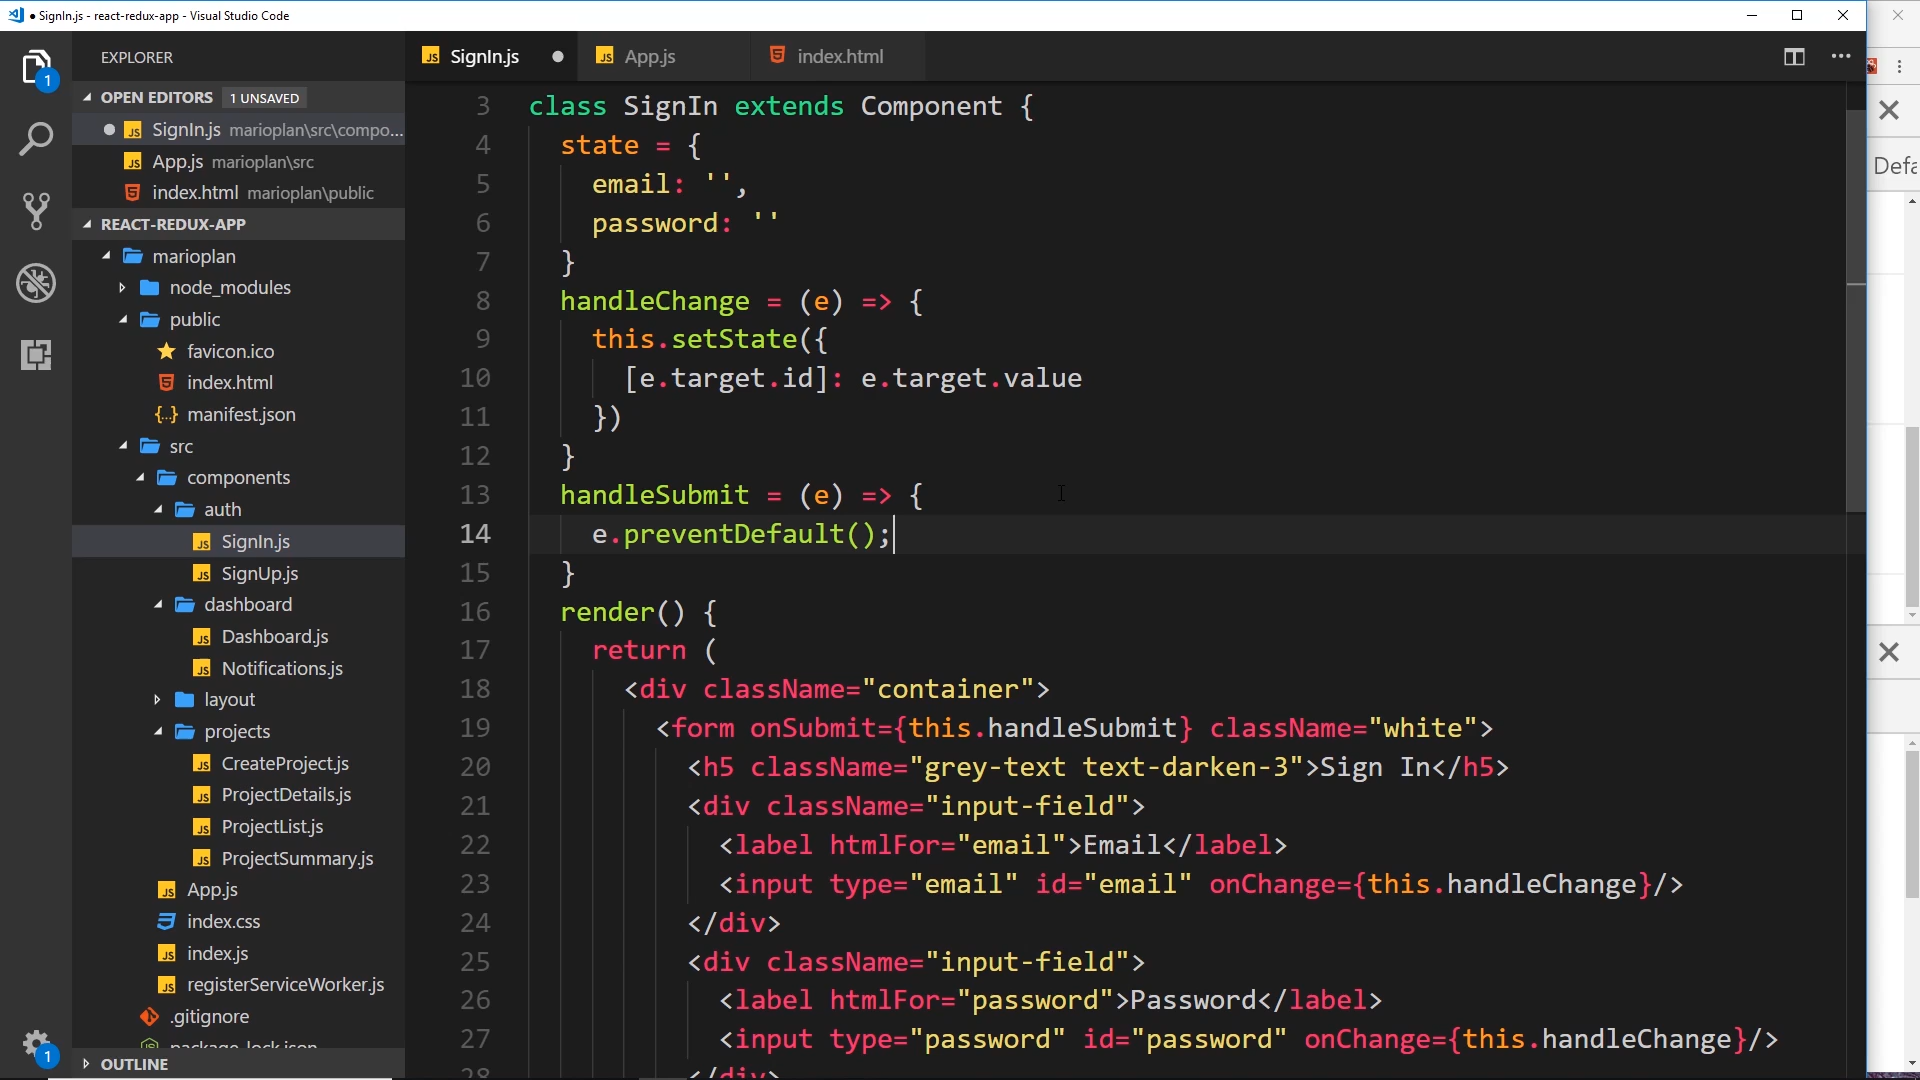 SignIn.js - react-redux-app - Visual Studio Code
EXPLORER
1
OPEN EDITORS 1 UNSAVED
SignIn.js marioplan\src\compo...
App.js marioplan\src
index.html marioplan\public
REACT-REDUX-APP
marioplan
node_modules
public
favicon.ico
index.html
manifest.json
src
components
auth
SignIn.js
SignUp.js
dashboard
Dashboard.js
Notifications.js
layout
projects
CreateProject.js
ProjectDetails.js
ProjectList.js
ProjectSummary.js
App.js
index.css
index.js
registerServiceWorker.js
.gitignore
package-lock.json
1
OUTLINE
SignIn.js App.js index.html
3 class SignIn extends Component {
4 state = {
5 email: '',
6 password: ''
7 }
8 handleChange = (e) => {
9 this.setState({
10 [e.target.id]: e.target.value
11 })
12 }
13 handleSubmit = (e) => {
14 e.preventDefault();
15 }
16 render() {
17 return (
18 <div className="container">
19 <form onSubmit={this.handleSubmit} className="white">
20 <h5 className="grey-text text-darken-3">Sign In</h5>
21 <div className="input-field">
22 <label htmlFor="email">Email</label>
23 <input type="email" id="email" onChange={this.handleChange}/>
24 </div>
25 <div className="input-field">
26 <label htmlFor="password">Password</label>
27 <input type="password" id="password" onChange={this.handleChange}/>
28 </div>
Defa